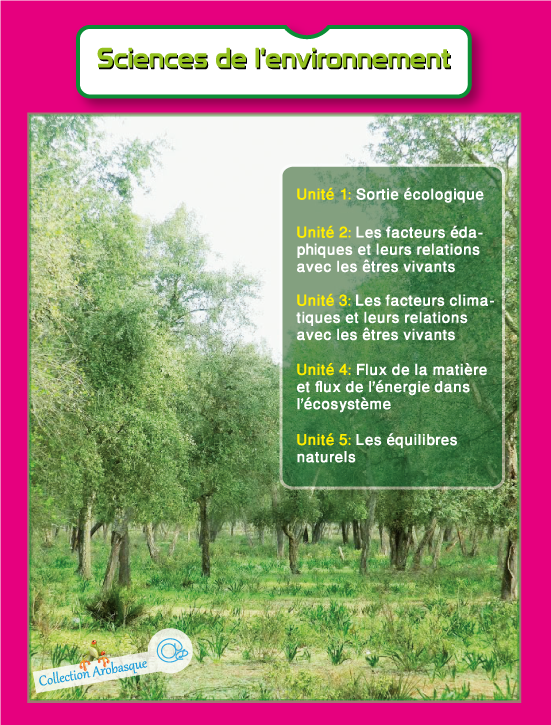 Sciences de l'environnement
Unité 1: Sortie écologique
Unité 2: Les facteurs éda-
phiques et leurs relations
avec les êtres vivants
Unité 3: Les facteurs clima-
tiques et leurs relations
avec les êtres vivants
Unité 4: Flux de la matière
et flux de l'énergie dans
l'écosystème
Unité 5: Les équilibres
naturels
Collection Arobasque